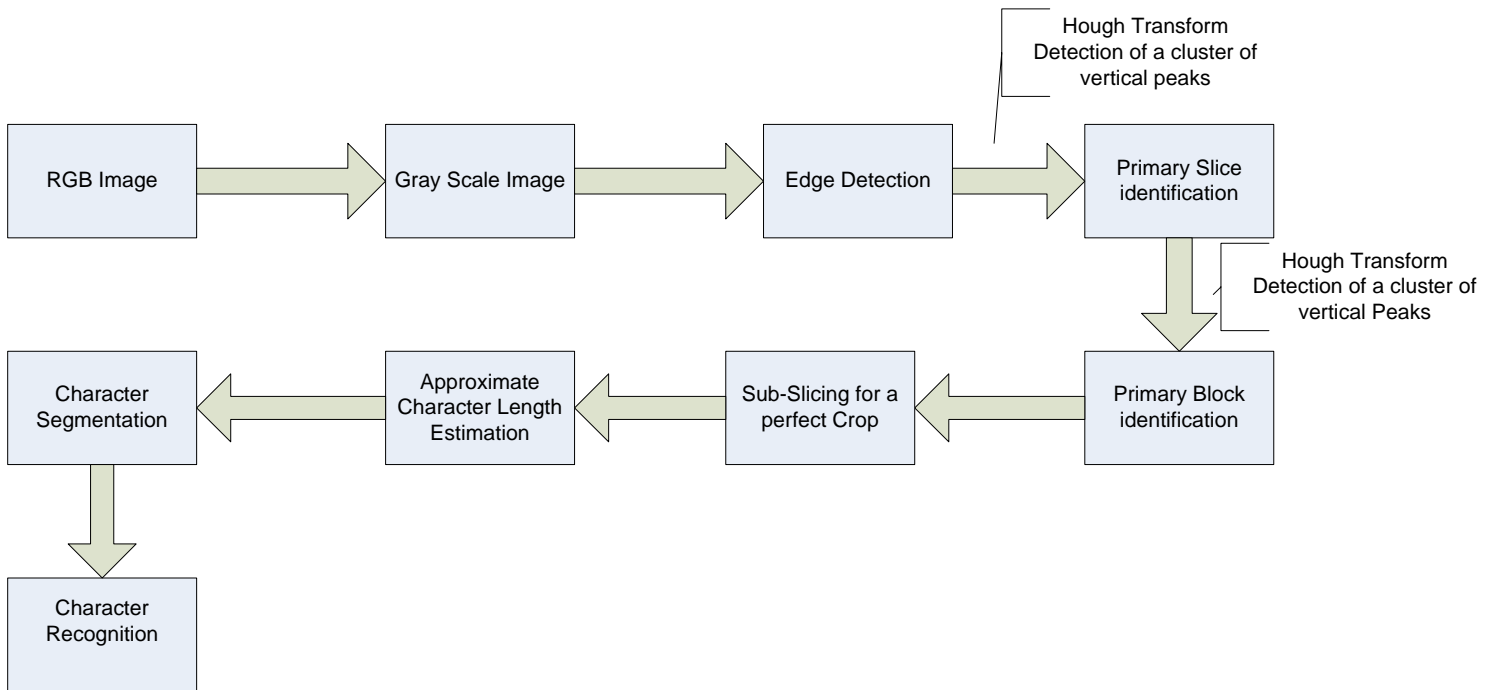 Hough Transform
Detection of a cluster of
vertical peaks
RGB Image
Gray Scale Image
Edge Detection
Primary Slice
identification
Hough Transform
Detection of a cluster of
vertical Peaks
Primary Block
identification
Sub-Slicing for a
perfect Crop
Approximate
Character Length
Estimation
Character
Segmentation
Character
Recognition